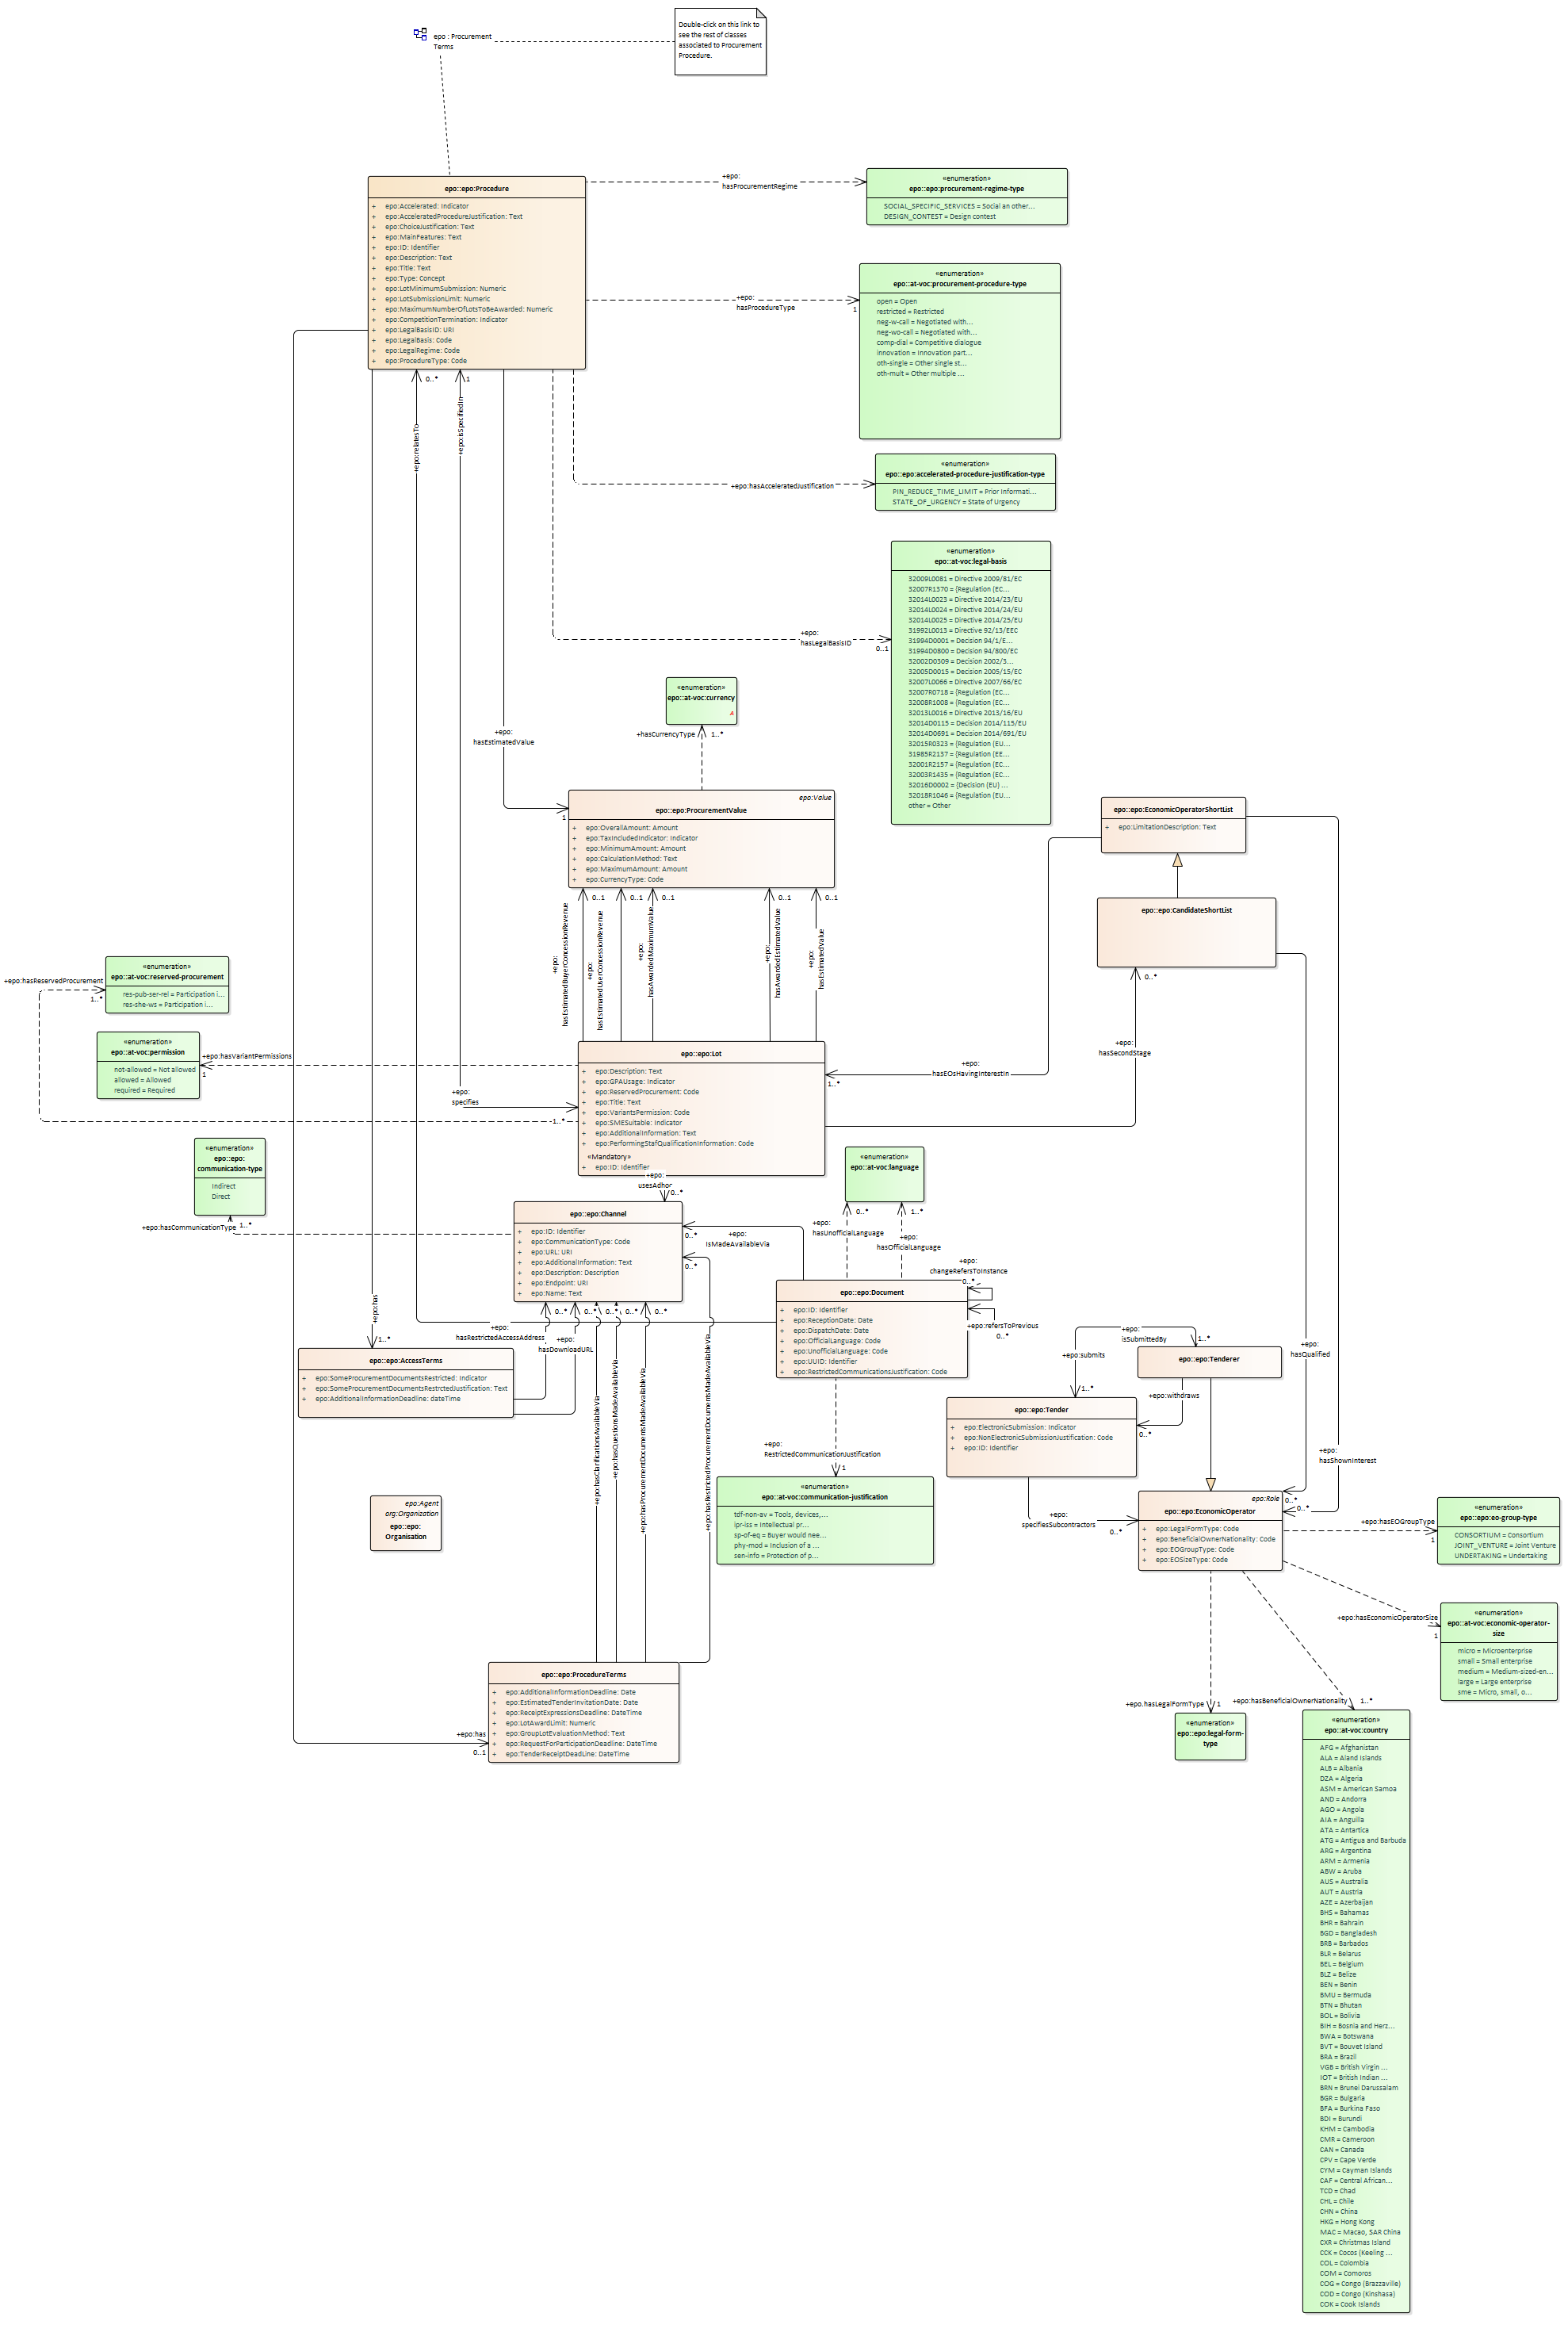 epo : Procurement
Terms
Double-click on this link to
see the rest of classes
associated to Procurement
Procedure.
epo::epo:Procedure
+ epo:Accelerated: Indicator
+ epo:AcceleratedProcedureJustification: Text
+ epo:ChoiceJustification: Text
+ epo:MainFeatures: Text
+ epo:ID: Identifier
+ epo:Description: Text
+ epo:Title: Text
+ epo:Type: Concept
+ epo:LotMinimumSubmission: Numeric
+ epo:LotSubmissionLimit: Numeric
+ epo:MaximumNumberOfLotsToBeAwarded: Numeric
+ epo:CompetitionTermination: Indicator
+ epo:LegalBasisID: URI
+ epo:LegalBasis: Code
+ epo:LegalRegime: Code
+ epo:ProcedureType: Code
+epo:
hasProcurementRegime
«enumeration»
epo::epo:procurement-regime-type
SOCIAL_SPECIFIC_SERVICES = Social an other...
DESIGN_CONTEST = Design contest
+epo:
hasProcedureType
1
«enumeration»
epo::at-voc:procurement-procedure-type
open = Open
restricted = Restricted
neg-w-call = Negotiated with...
neg-wo-call = Negotiated with...
comp-dial = Competitive dialogue
innovation = Innovation part...
oth-single = Other single st...
oth-mult = Other multiple ...
+epo:hasAcceleratedJustification
«enumeration»
epo::epo:accelerated-procedure-justification-type
PIN_REDUCE_TIME_LIMIT = Prior Informati...
STATE_OF_URGENCY = State of Urgency
+epo:
hasLegalBasisID
0..1
«enumeration»
epo::at-voc:legal-basis
32009L0081 = Directive 2009/81/EC
32007R1370 = (Regulation (EC...
32014L0023 = Directive 2014/23/EU
32014L0024 = Directive 2014/24/EU
32014L0025 = Directive 2014/25/EU
31992L0013 = Directive 92/13/EEC
31994D0001 = Decision 94/1/E...
31994D0800 = Decision 94/800/EC
32002D0309 = Decision 2002/3...
32005D0015 = Decision 2005/15/EC
32007L0066 = Directive 2007/66/EC
32007R0718 = (Regulation (EC...
32008R1008 = (Regulation (EC...
32013L0016 = Directive 2013/16/EU
32014D0115 = Decision 2014/115/EU
32014D0691 = Decision 2014/691/EU
32015R0323 = (Regulation (EU...
31985R2137 = (Regulation (EE...
32001R2157 = (Regulation (EC...
32003R1435 = (Regulation (EC...
32016D0002 = (Decision (EU) ...
32018R1046 = (Regulation (EU...
other = Other
0..*
1
+epo:relatesTo
+epo:isSpecifiedIn
+epo:
hasEstimatedValue
1
«enumeration»
epo::at-voc:currency
+hasCurrencyType
1..*
epo:Value
epo::epo:ProcurementValue
+ epo:OverallAmount: Amount
+ epo:TaxIncludedIndicator: Indicator
+ epo:MinimumAmount: Amount
+ epo:CalculationMethod: Text
+ epo:MaximumAmount: Amount
+ epo:CurrencyType: Code
0..1
0..1
0..1
0..1
0..1
+epo:
hasEstimatedBuyerConcessionRevenue
+epo:
hasEstimatedUserConcessionRevenue
+epo:
hasAwardedMaximumValue
+epo:
hasAwardedEstimatedValue
+epo:
hasEstimatedValue
epo::epo:EconomicOperatorShortList
+ epo:LimitationDescription: Text
epo::epo:CandidateShortList
0..*
+epo:
hasSecondStage
+epo:
hasEOsHavingInterestIn
1..*
+epo:hasReservedProcurement
1..*
«enumeration»
epo::at-voc:reserved-procurement
res-pub-ser-rel = Participation i...
res-she-ws = Participation i...
«enumeration»
epo::at-voc:permission
not-allowed = Not allowed
allowed = Allowed
required = Required
+epo:hasVariantPermissions
1
+epo:
specifies
1..*
epo::epo:Lot
+ epo:Description: Text
+ epo:GPAUsage: Indicator
+ epo:ReservedProcurement: Code
+ epo:Title: Text
+ epo:VariantsPermission: Code
+ epo:SMESuitable: Indicator
+ epo:AdditionalInformation: Text
+ epo:PerformingStafQualificationInformation: Code
«Mandatory»
+ epo:ID: Identifier
+epo:
usesAdhor
0..*
«enumeration»
epo::epo:
communication-type
Indirect
Direct
+epo:hasCommunicationType
1..*
epo::epo:Channel
+ epo:ID: Identifier
+ epo:CommunicationType: Code
+ epo:URL: URI
+ epo:AdditionalInformation: Text
+ epo:Description: Description
+ epo:Endpoint: URI
+ epo:Name: Text
0..*
+epo:
IsMadeAvailableVia
0..*
«enumeration»
epo::at-voc:language
0..*
1..*
+epo:
hasUnofficialLanguage
+epo:
hasOfficialLanguage
+epo:
changeRefersToInstance
0..*
epo::epo:Document
+ epo:ID: Identifier
+ epo:ReceptionDate: Date
+ epo:DispatchDate: Date
+ epo:OfficialLanguage: Code
+ epo:UnofficialLanguage: Code
+ epo:UUID: Identifier
+ epo:RestrictedCommunicationsJustification: Code
+epo:refersToPrevious
0..*
+epo:has
1..*
0..*
0..*
0..*
0..*
0..*
+epo:
hasRestrictedAccessAddress
+epo:
hasDownloadURL
epo::epo:AccessTerms
+ epo:SomeProcurementDocumentsRestricted: Indicator
+ epo:SomeProcurementDocumentsRestrctedJustification: Text
+ epo:AdditionalInformationDeadline: dateTime
+epo:hasClarificationsAvailableVia
+epo:hasQuestionsMadeAvailableVia
+epo:hasProcurementDocumentsMadeAvailableVia
+epo:hasRestrictedProcurementDocumentsMadeAvailableVia
+epo:
isSubmittedBy
1..*
+epo:submits
1..*
epo::epo:Tenderer
+epo:withdraws
0..*
epo::epo:Tender
+ epo:ElectronicSubmission: Indicator
+ epo:NonElectronicSubmissionJustification: Code
+ epo:ID: Identifier
+epo:
hasQualified
+epo:
hasShownInterest
+epo:
RestrictedCommunicationJustification
1
«enumeration»
epo::at-voc:communication-justification
tdf-non-av = Tools, devices,...
ipr-iss = Intellectual pr...
sp-of-eq = Buyer would nee...
phy-mod = Inclusion of a ...
sen-info = Protection of p...
epo:Agent
org:Organization
epo::epo:
Organisation
+epo:
specifiesSubcontractors
0..*
epo:Role
epo::epo:EconomicOperator
+ epo:LegalFormType: Code
+ epo:BeneficialOwnerNationality: Code
+ epo:EOGroupType: Code
+ epo:EOSizeType: Code
0..*
0..*
+epo:hasEOGroupType
1
«enumeration»
epo::epo:eo-group-type
CONSORTIUM = Consortium
JOINT_VENTURE = Joint Venture
UNDERTAKING = Undertaking
+epo:hasEconomicOperatorSize
1
«enumeration»
epo::at-voc:economic-operator-
size
micro = Microenterprise
small = Small enterprise
medium = Medium-sized-en...
large = Large enterprise
sme = Micro, small, o...
epo::epo:ProcedureTerms
+ epo:AdditionalInformationDeadline: Date
+ epo:EstimatedTenderInvitationDate: Date
+ epo:ReceiptExpressionsDeadline: DateTime
+ epo:LotAwardLimit: Numeric
+ epo:GroupLotEvaluationMethod: Text
+ epo:RequestForParticipationDeadline: DateTime
+ epo:TenderReceiptDeadLine: DateTime
+epo:has
0..1
+epo.hasLegalFormType
1
«enumeration»
epo::epo:legal-form-
type
+epo:hasBeneficialOwnerNationality
1..*
«enumeration»
epo::at-voc:country
AFG = Afghanistan
ALA = Aland Islands
ALB = Albania
DZA = Algeria
ASM = American Samoa
AND = Andorra
AGO = Angola
AIA = Anguilla
ATA = Antartica
ATG = Antigua and Barbuda
ARG = Argentina
ARM = Armenia
ABW = Aruba
AUS = Australia
AUT = Austria
AZE = Azerbaijan
BHS = Bahamas
BHR = Bahrain
BGD = Bangladesh
BRB = Barbados
BLR = Belarus
BEL = Belgium
BLZ = Belize
BEN = Benin
BMU = Bermuda
BTN = Bhutan
BOL = Bolivia
BIH = Bosnia and Herz...
BWA = Botswana
BVT = Bouvet Island
BRA = Brazil
VGB = British Virgin ...
IOT = British Indian ...
BRN = Brunei Darussalam
BGR = Bulgaria
BFA = Burkina Faso
BDI = Burundi
KHM = Cambodia
CMR = Cameroon
CAN = Canada
CPV = Cape Verde
CYM = Cayman Islands
CAF = Central African...
TCD = Chad
CHL = Chile
CHN = China
HKG = Hong Kong
MAC = Macao, SAR China
CXR = Christmas Island
CCK = Cocos (Keeling ...
COL = Colombia
COM = Comoros
COG = Congo (Brazzaville)
COD = Congo (Kinshasa)
COK = Cook Islands